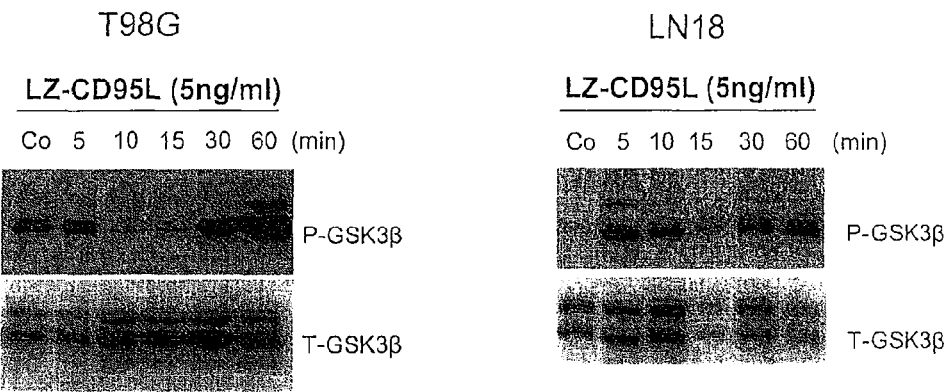 T98G
LZ-CD95L (5ng/ml)
Co 5 10 15 30 60 (min)
P-GSK3β
T-GSK3β
LN18
LZ-CD95L (5ng/ml)
Co 5 10 15 30 60 (min)
P-GSK3β
T-GSK3β